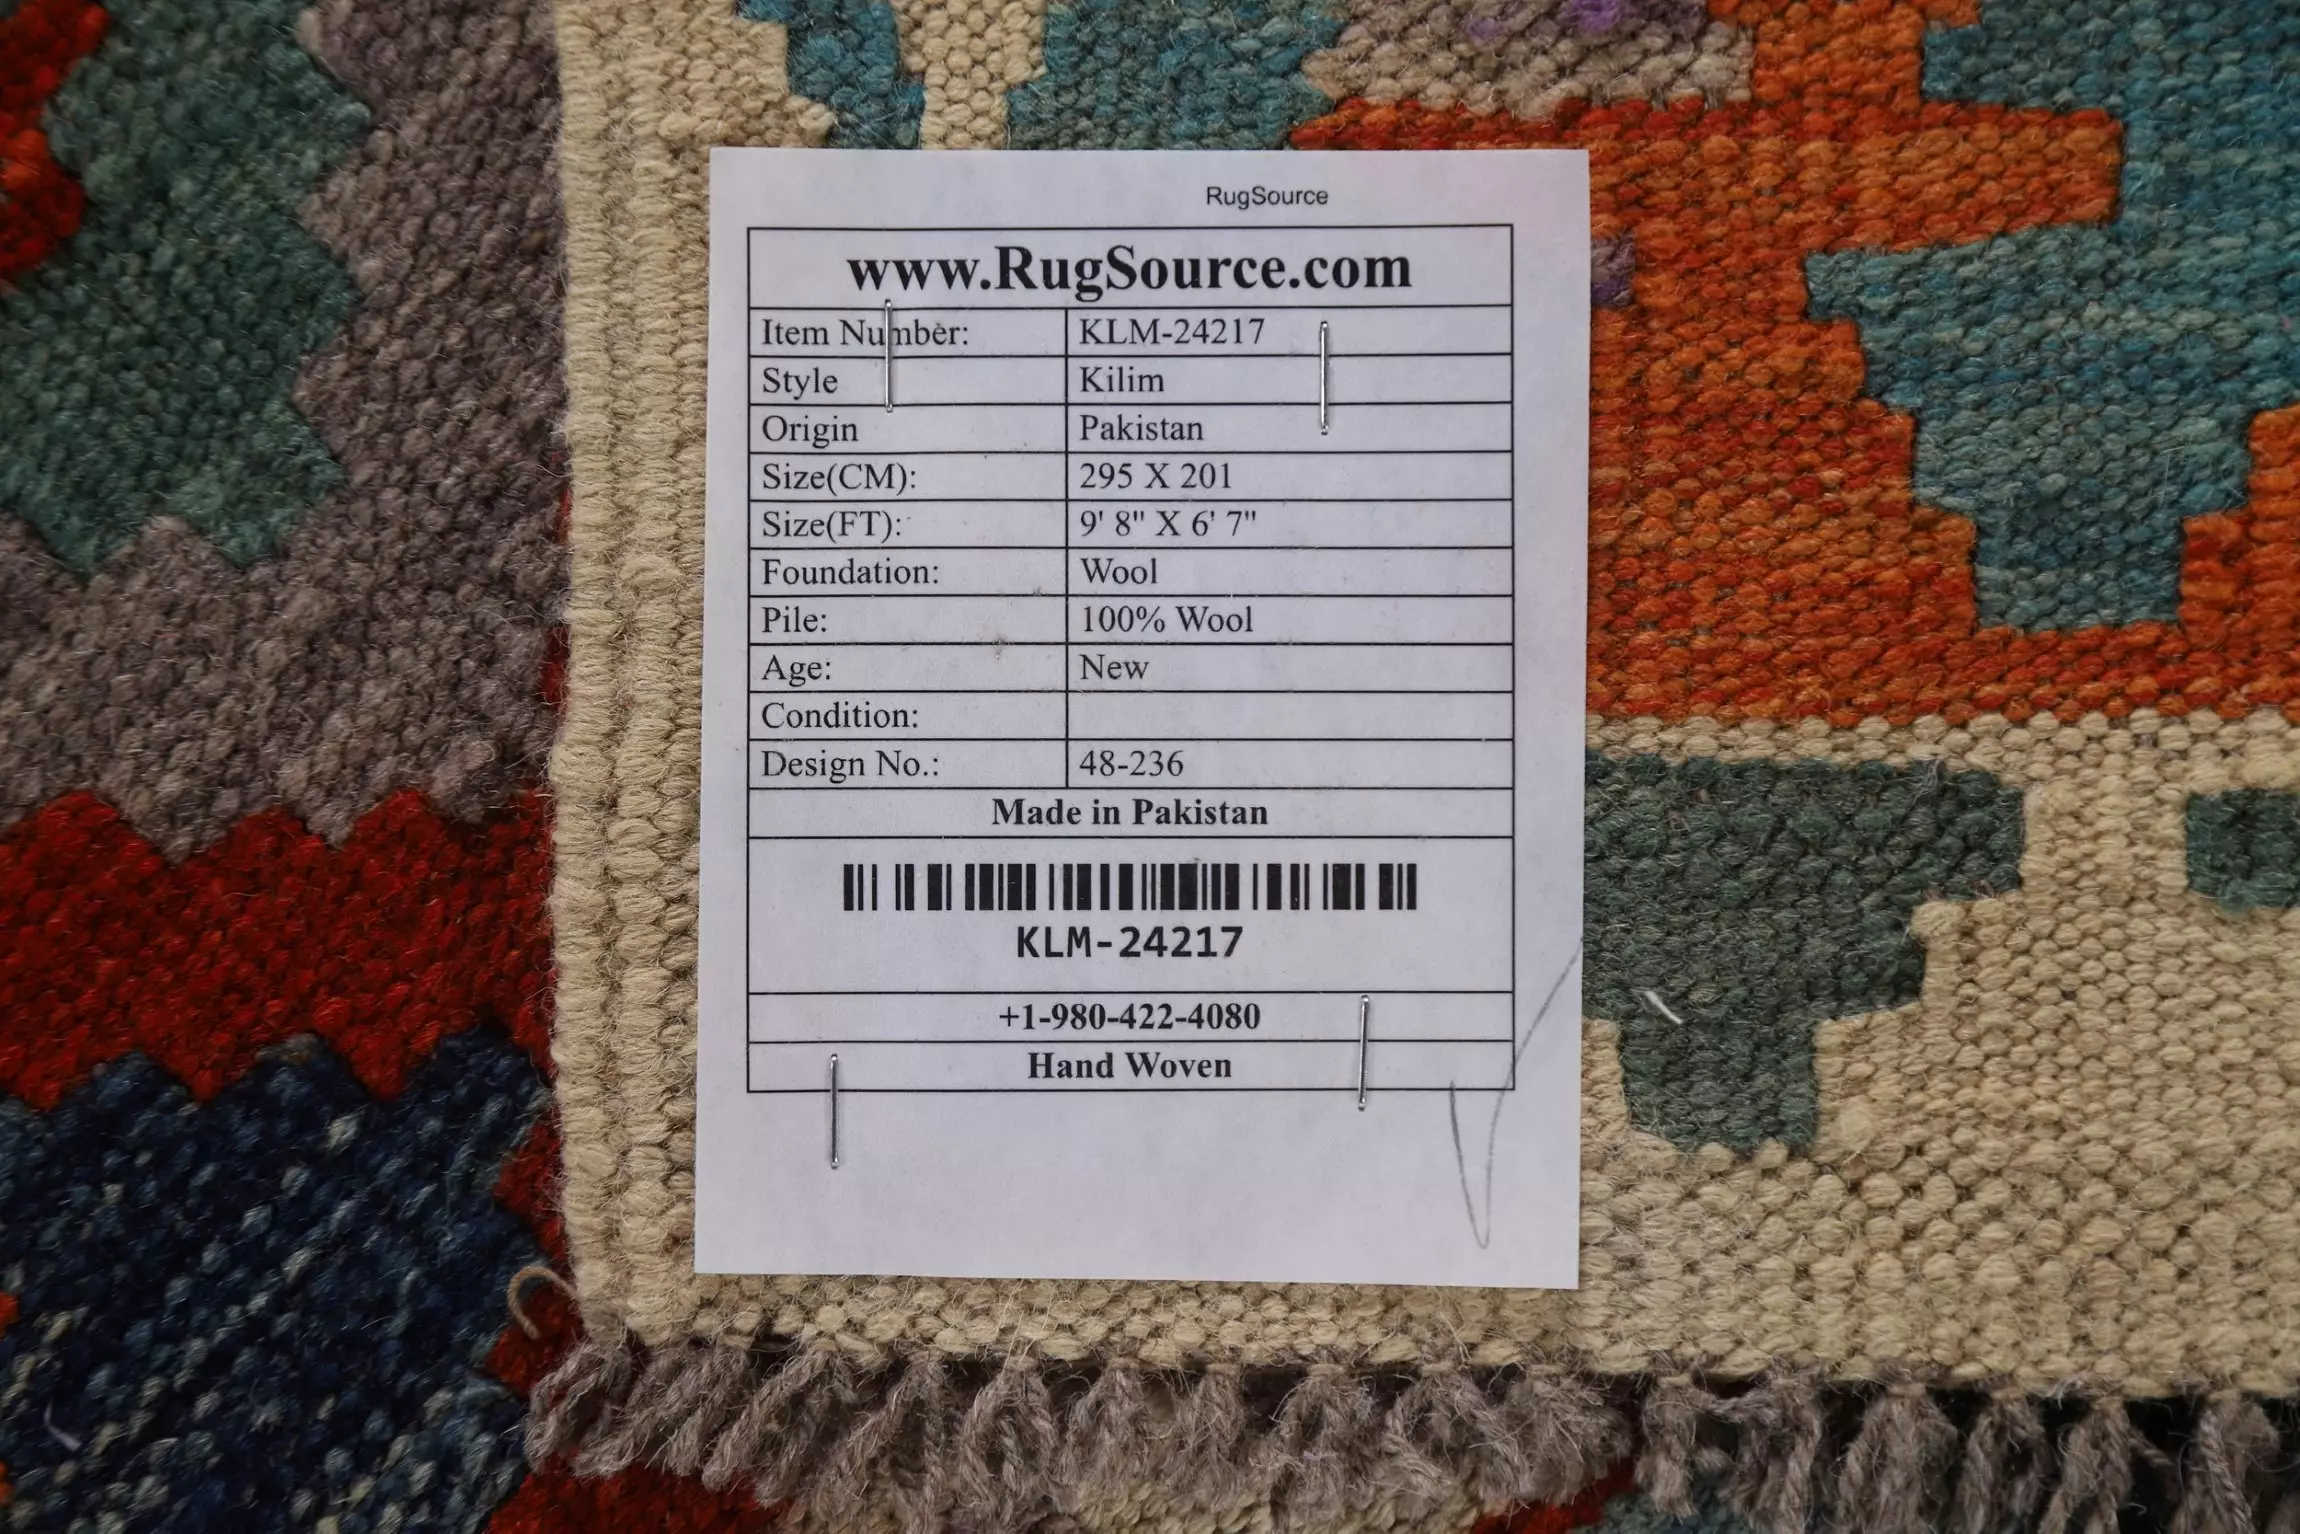 RugSource
www.RugSource.com
Item Number: KLM-24217
Style Kilim
Origin Pakistan
Size(CM): 295 X 201
Size(FT): 9' 8" X 6' 7"
Foundation: Wool
Pile: 100% Wool
Age: New
Condition:
Design No.: 48-236
Made in Pakistan
KLM-24217
+1-980-422-4080
Hand Woven